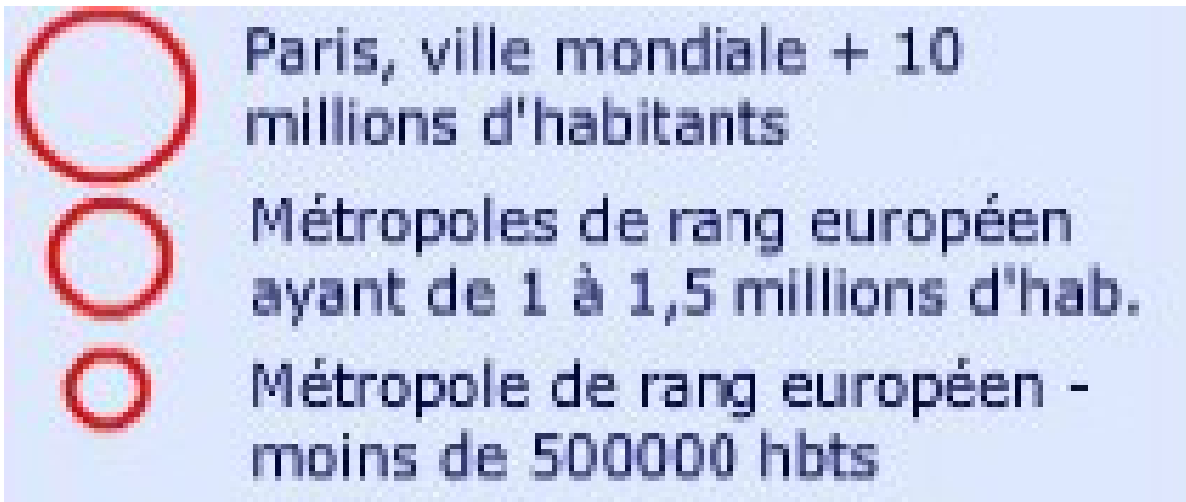 Paris, ville mondiale + 10
millions d'habitants
Métropoles de rang européen
ayant de 1 à 1,5 millions d'hab.
Métropole de rang européen -
moins de 500000 hbts